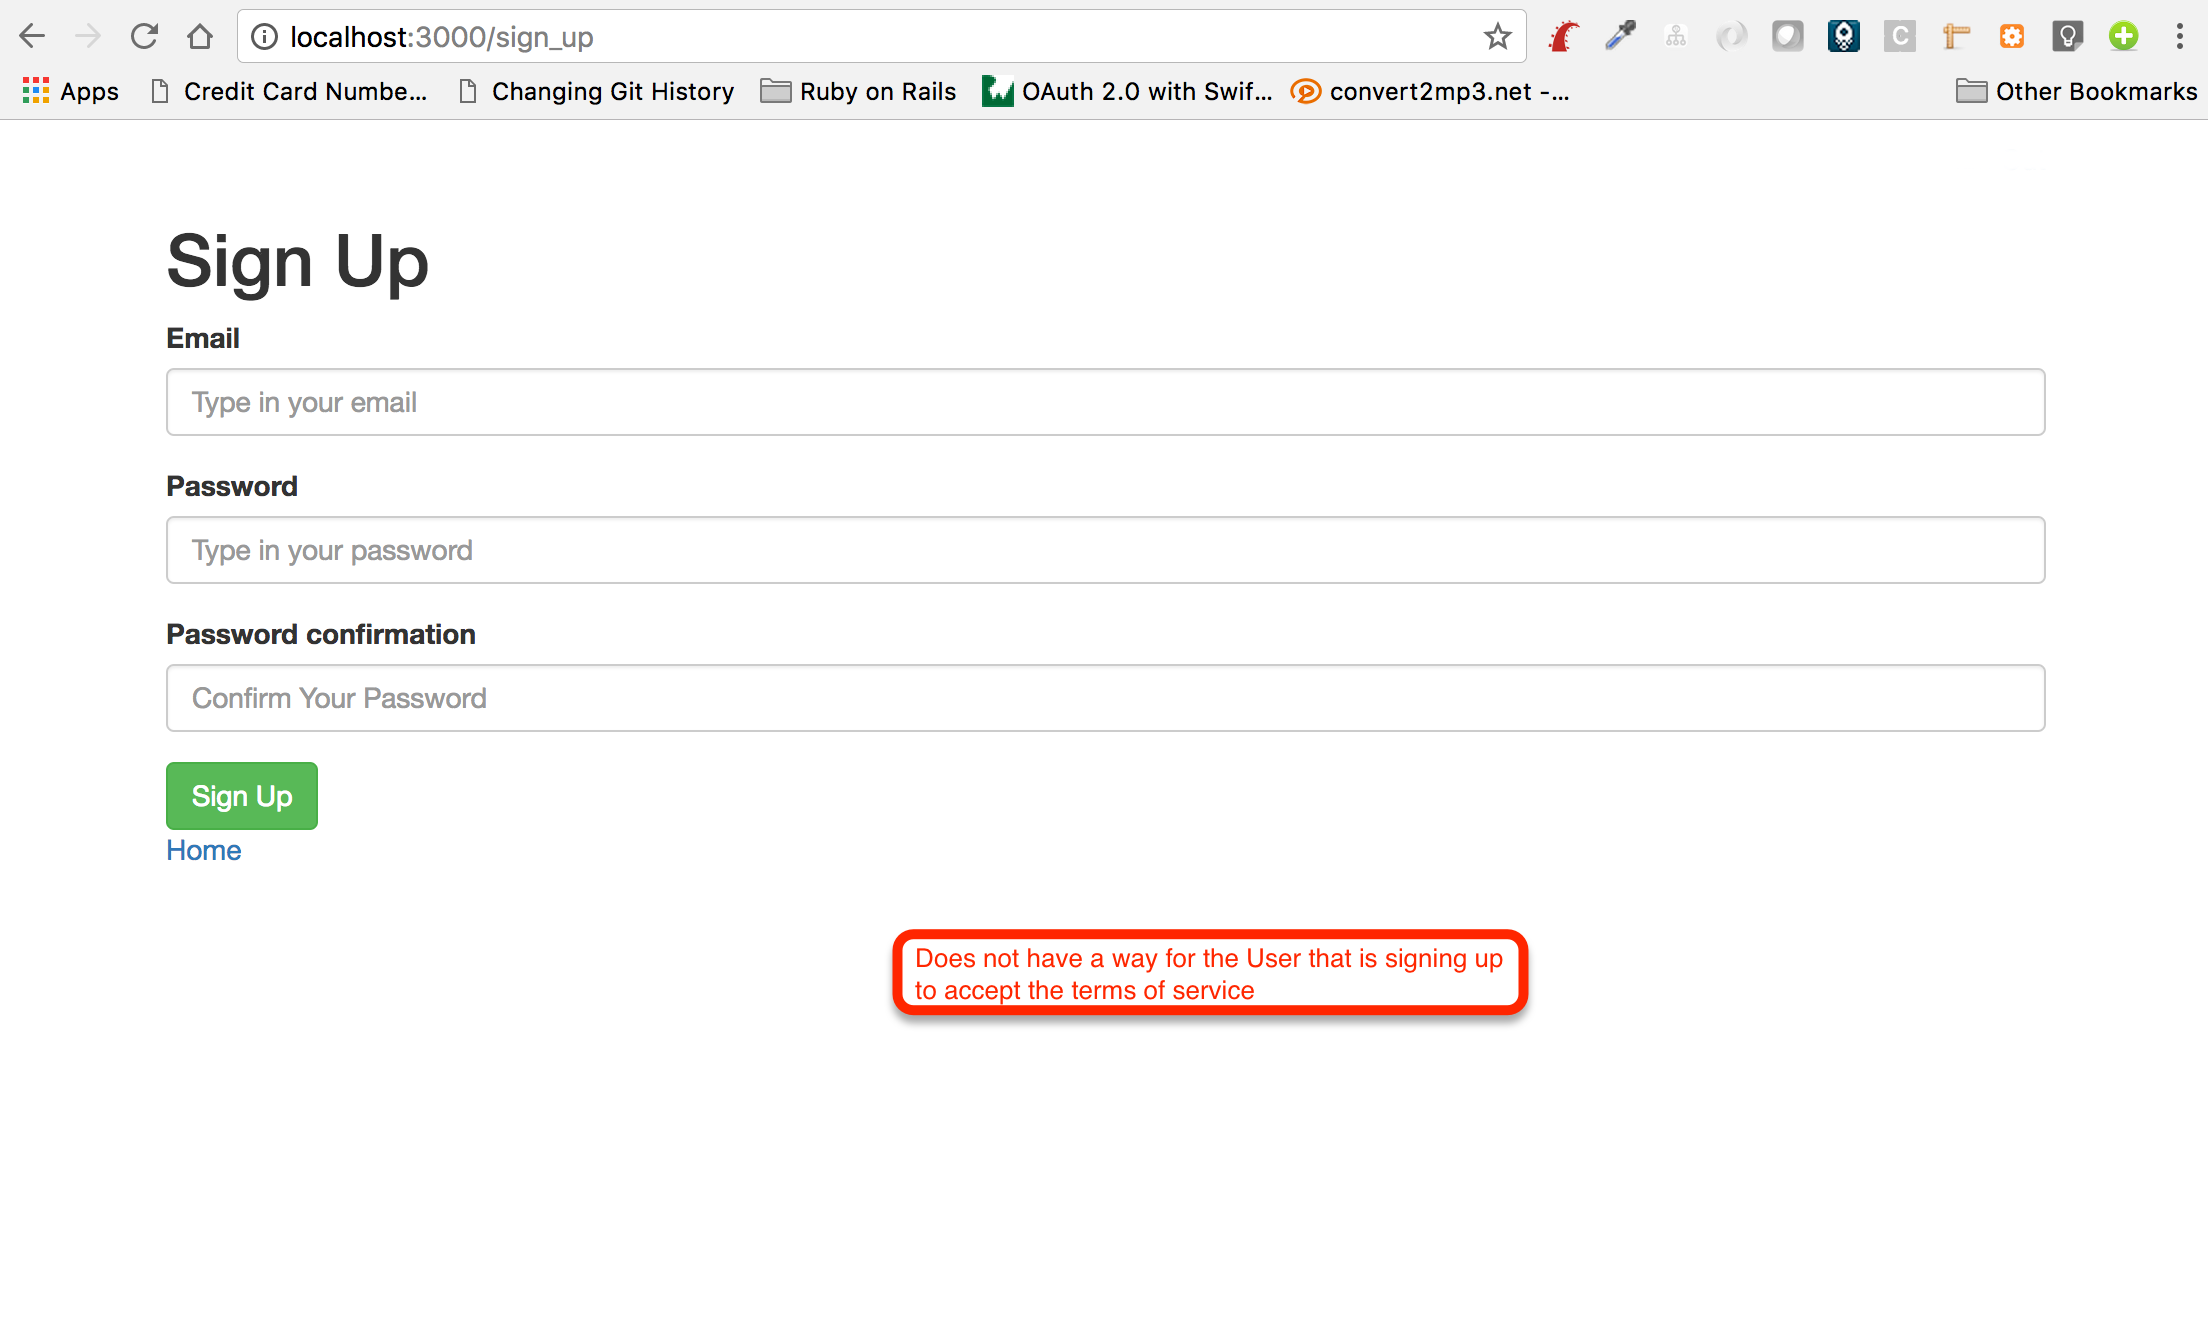 localhost:3000/sign_up
Apps Credit Card Numbe... Changing Git History Ruby on Rails OAuth 2.0 with Swif... convert2mp3.net -... Other Bookmarks
Sign Up
Email
Type in your email
Password
Type in your password
Password confirmation
Confirm Your Password
Sign Up
Home
Does not have a way for the User that is signing up
to accept the terms of service